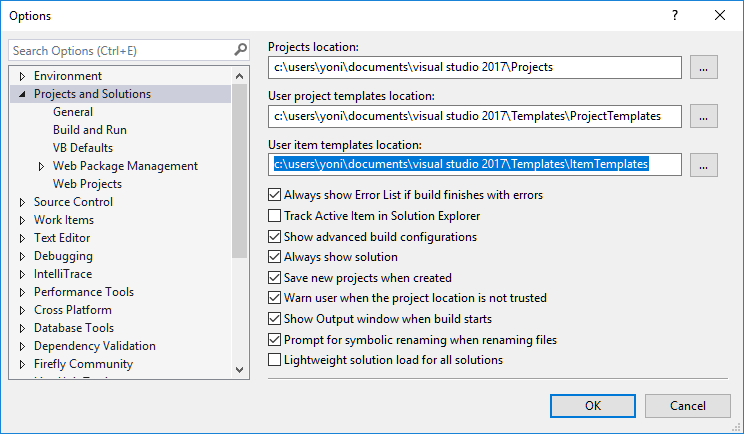 Options
Search Options (Ctrl+E)
Environment
Projects and Solutions
General
Build and Run
VB Defaults
Web Package Management
Web Projects
Source Control
Work Items
Text Editor
Debugging
IntelliTrace
Performance Tools
Cross Platform
Database Tools
Dependency Validation
Firefly Community
Projects location:
c:\users\yoni\documents\visual studio 2017\Projects
...
User project templates location:
c:\users\yoni\documents\visual studio 2017\Templates\ProjectTemplates
...
User item templates location:
c:\users\yoni\documents\visual studio 2017\Templates\ItemTemplates
...
Always show Error List if build finishes with errors
Track Active Item in Solution Explorer
Show advanced build configurations
Always show solution
Save new projects when created
Warn user when the project location is not trusted
Show Output window when build starts
Prompt for symbolic renaming when renaming files
Lightweight solution load for all solutions
OK
Cancel